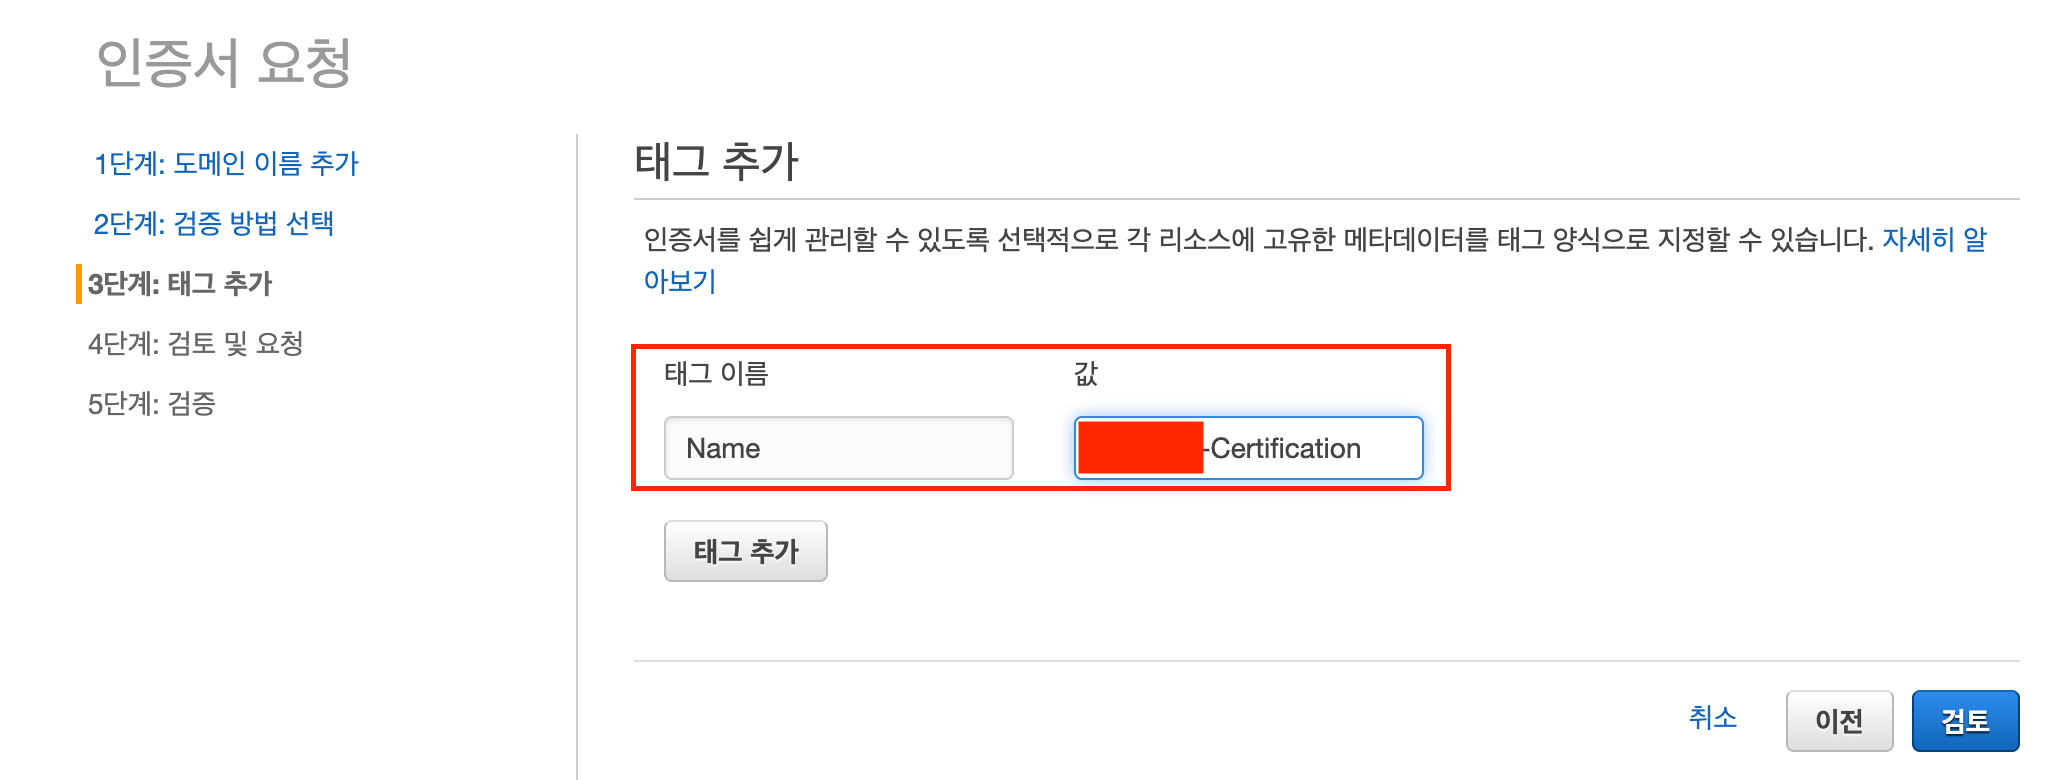 인증서 요청
1단계: 도메인 이름 추가
2단계: 검증 방법 선택
3단계: 태그 추가
4단계: 검토 및 요청
5단계: 검증
태그 추가
인증서를 쉽게 관리할 수 있도록 선택적으로 각 리소스에 고유한 메타데이터를 태그 양식으로 지정할 수 있습니다. 자세히 알
아보기
태그 이름 값
Name -Certification
태그 추가
취소 이전 검토